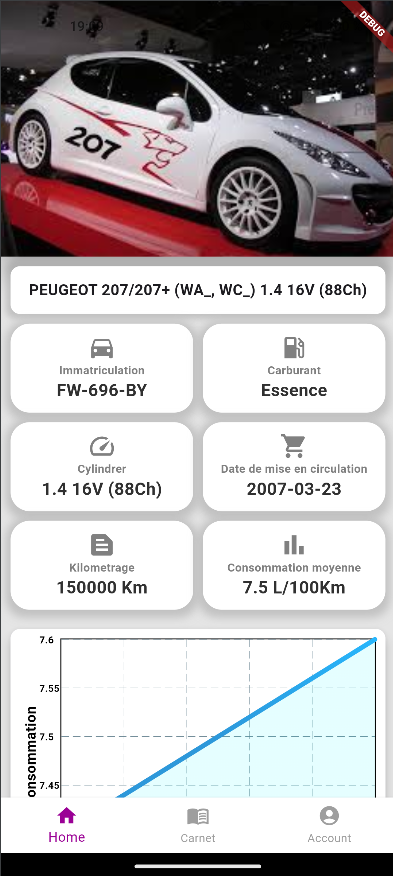 19:
DEBUG
207
PEUGEOT 207/207+ (WA_, WC_) 1.4 16V (88Ch)
Immatriculation
FW-696-BY
Carburant
Essence
Cylindrer
1.4 16V (88Ch)
Date de mise en circulation
2007-03-23
Kilometrage
150000 Km
Consommation moyenne
7.5 L/100Km
7.6
7.55
7.5
7.45
onsommation
Home
Carnet
Account